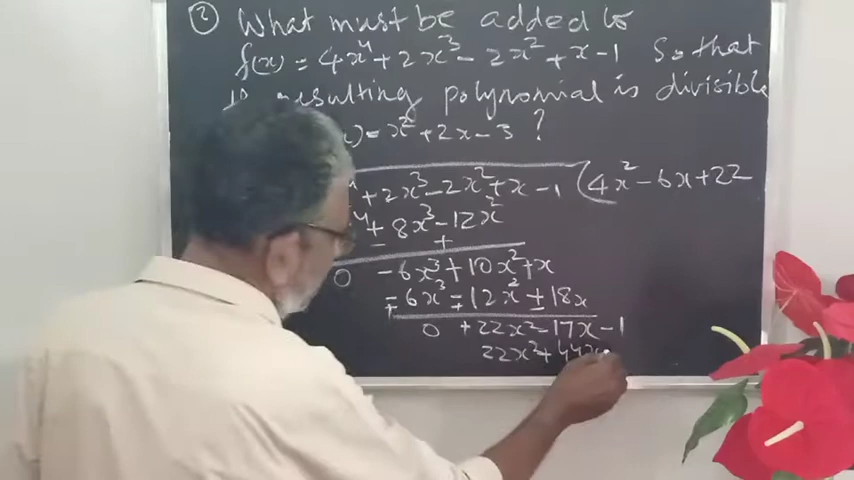 ② What must be added to
f(x) = 4x⁴ + 2x³ - 2x² + x - 1 So that
resulting polynomial is divisible
= x² + 2x - 3 ?
+ 2x³ - 2x² + x - 1 ( 4x² - 6x + 22
+ 8x³ - 12x²
- +
0 - 6x³ + 10x² + x
- 6x³ - 12x² + 18x
+ + -
0 + 22x² - 17x - 1
22x² + 44x